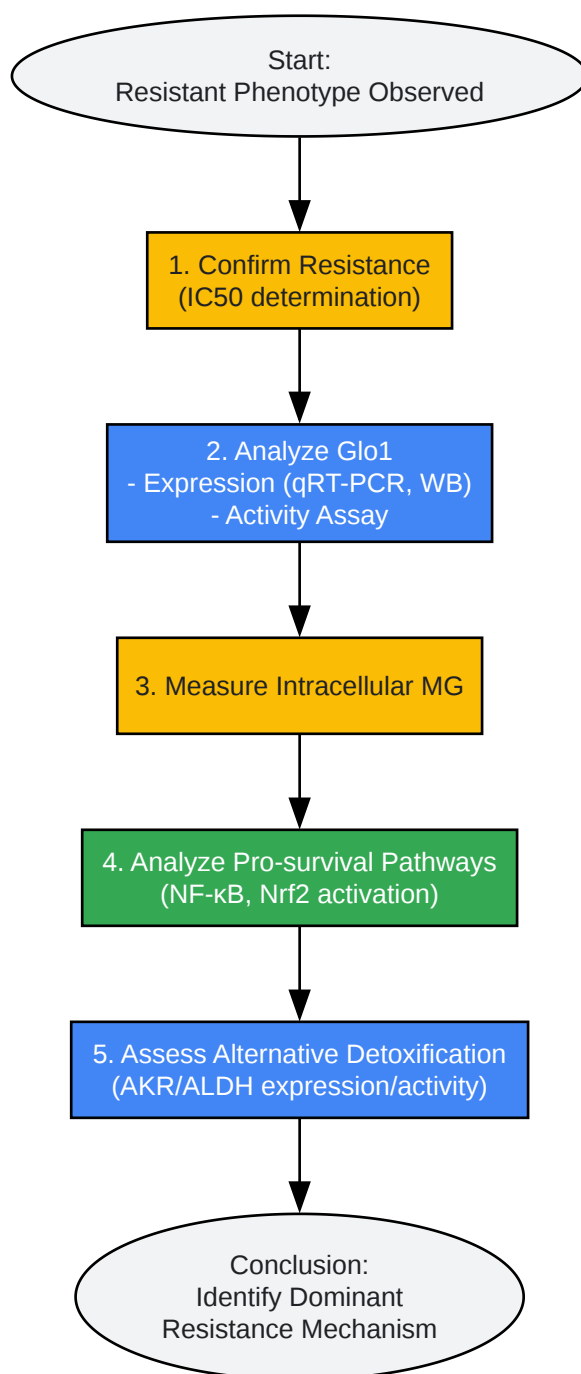 Start:
Resistant Phenotype Observed
1. Confirm Resistance
(IC50 determination)
2. Analyze Glo1
- Expression (qRT-PCR, WB)
- Activity Assay
3. Measure Intracellular MG
4. Analyze Pro-survival Pathways
(NF-κB, Nrf2 activation)
5. Assess Alternative Detoxification
(AKR/ALDH expression/activity)
Conclusion:
Identify Dominant
Resistance Mechanism